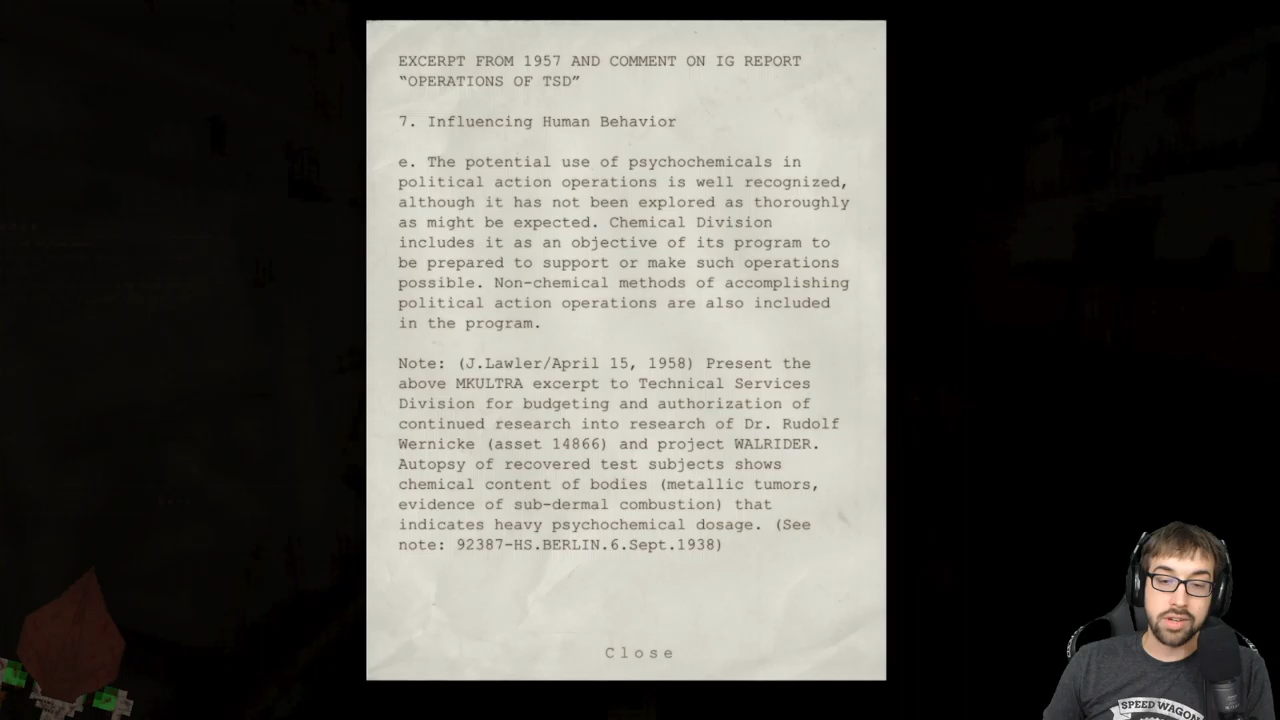 EXCERPT FROM 1957 AND COMMENT ON IG REPORT
“OPERATIONS OF TSD”
7. Influencing Human Behavior
e. The potential use of psychochemicals in
political action operations is well recognized,
although it has not been explored as thoroughly
as might be expected. Chemical Division
includes it as an objective of its program to
be prepared to support or make such operations
possible. Non-chemical methods of accomplishing
political action operations are also included
in the program.
Note: (J.Lawler/April 15, 1958) Present the
above MKULTRA excerpt to Technical Services
Division for budgeting and authorization of
continued research into research of Dr. Rudolf
Wernicke (asset 14866) and project WALRIDER.
Autopsy of recovered test subjects shows
chemical content of bodies (metallic tumors,
evidence of sub-dermal combustion) that
indicates heavy psychochemical dosage. (See
note: 92387-HS.BERLIN.6.Sept.1938)
Close
SPEED WAGON